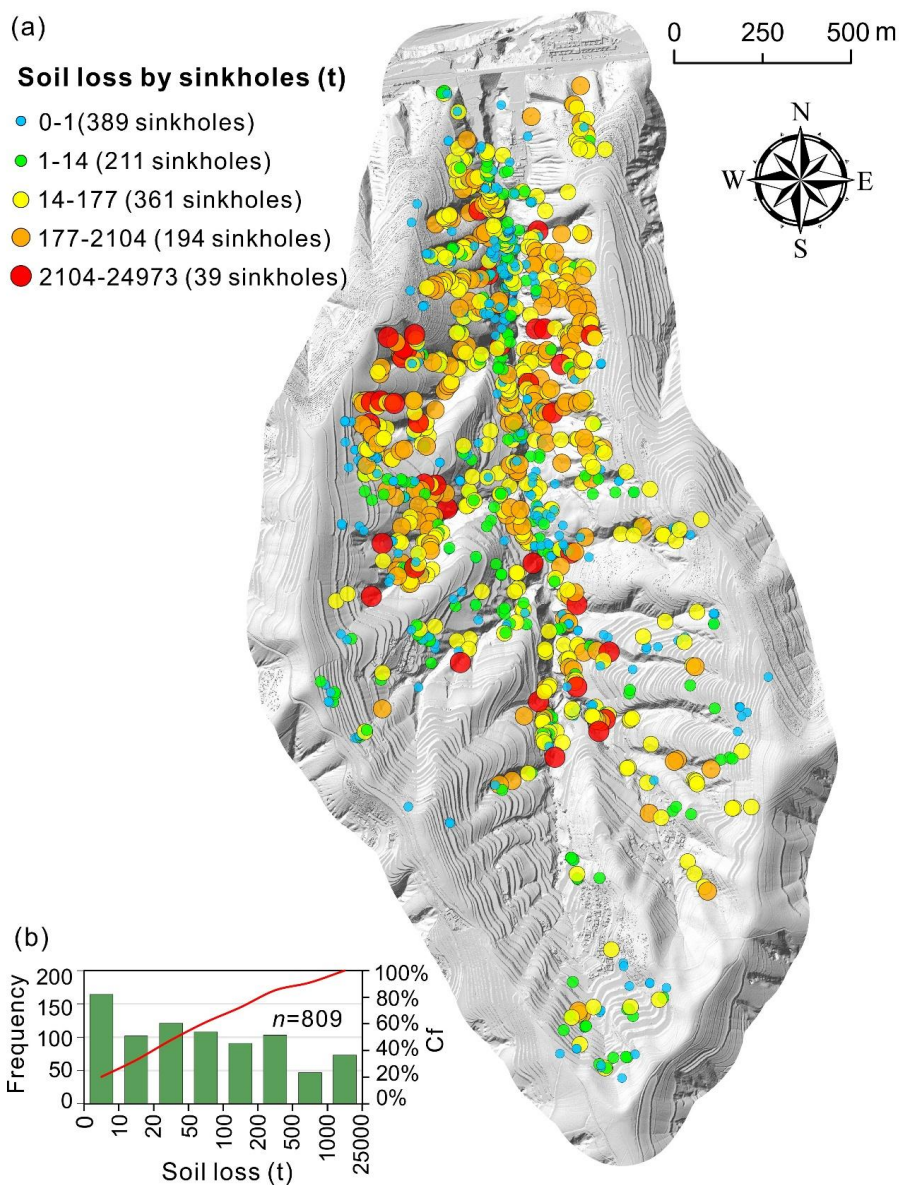 (a)
0 250 500 m
Soil loss by sinkholes (t)
0-1(389 sinkholes)
1-14 (211 sinkholes)
14-177 (361 sinkholes)
177-2104 (194 sinkholes)
2104-24973 (39 sinkholes)
N
W E
S
(b)
200 100%
150 80%
100 60%
50 40%
0 20%
0%
Frequency
n=809
Cf
0 10 20 50 100 200 500 1000 25000
Soil loss (t)